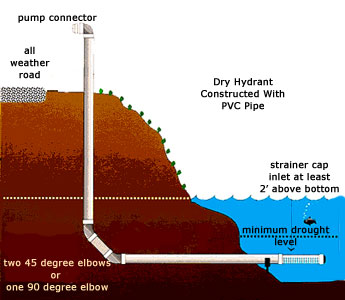 pump connector
all
weather
road
Dry Hydrant
Constructed With
PVC Pipe
strainer cap
inlet at least
2' above bottom
minimum drought
level
two 45 degree elbows
or
one 90 degree elbow